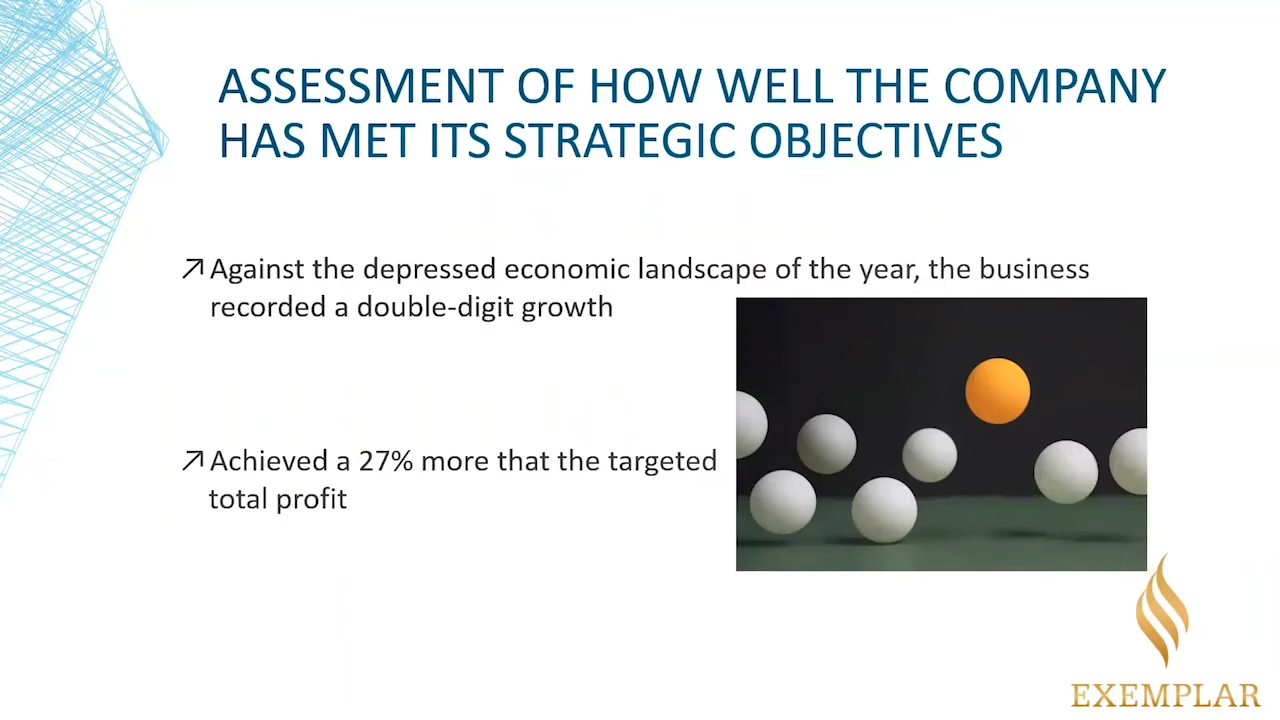 ASSESSMENT OF HOW WELL THE COMPANY
HAS MET ITS STRATEGIC OBJECTIVES
Against the depressed economic landscape of the year, the business
recorded a double-digit growth
Achieved a 27% more that the targeted
total profit
EXEMPLAR